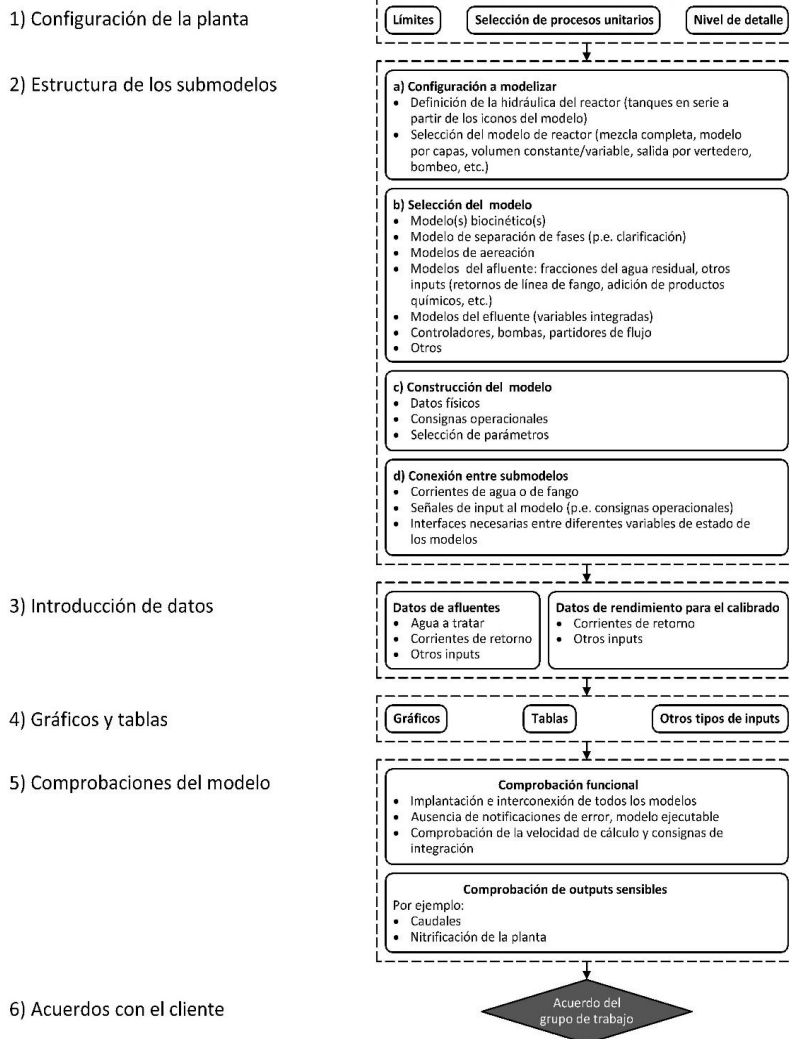 1) Configuración de la planta
Límites
Selección de procesos unitarios
Nivel de detalle
2) Estructura de los submodelos
a) Configuración a modelizar
• Definición de la hidráulica del reactor (tanques en serie a
partir de los iconos del modelo)
• Selección del modelo de reactor (mezcla completa, modelo
por capas, volumen constante/variable, salida por vertedero,
bombeo, etc.)
b) Selección del modelo
• Modelo(s) biocinético(s)
• Modelo de separación de fases (p.e. clarificación)
• Modelos de aereación
• Modelos del afluente: fracciones del agua residual, otros
inputs (retornos de línea de fango, adición de productos
químicos, etc.)
• Modelos del efluente (variables integradas)
• Controladores, bombas, partidores de flujo
• Otros
c) Construcción del modelo
• Datos físicos
• Consignas operacionales
• Selección de parámetros
d) Conexión entre submodelos
• Corrientes de agua o de fango
• Señales de input al modelo (p.e. consignas operacionales)
• Interfaces necesarias entre diferentes variables de estado de
los modelos
3) Introducción de datos
Datos de afluentes
• Agua a tratar
• Corrientes de retorno
• Otros inputs
Datos de rendimiento para el calibrado
• Corrientes de retorno
• Otros inputs
4) Gráficos y tablas
Gráficos
Tablas
Otros tipos de inputs
5) Comprobaciones del modelo
Comprobación funcional
• Implantación e interconexión de todos los modelos
• Ausencia de notificaciones de error, modelo ejecutable
• Comprobación de la velocidad de cálculo y consignas de
integración
Comprobación de outputs sensibles
Por ejemplo:
• Caudales
• Nitrificación de la planta
6) Acuerdos con el cliente
Acuerdo del
grupo de trabajo